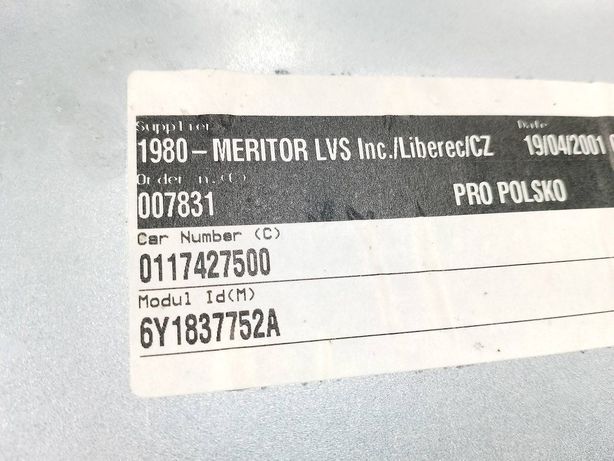 Supplier Date
1980- MERITOR LVS Inc./Liberec/CZ 19/04/2001
Order n.(C)
007831 PRO POLSKO
Car Number (C)
0117427500
Modul Id(M)
6Y1837752A